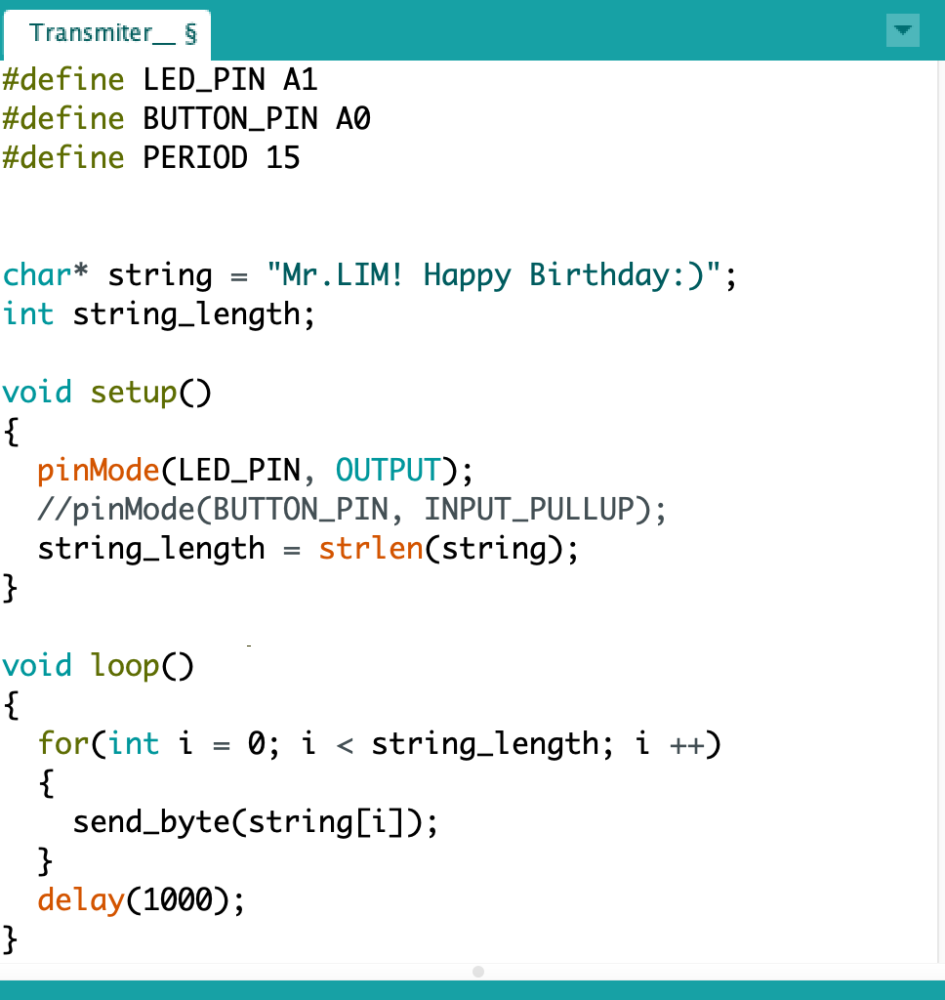 Transmiter__ §
#define LED_PIN A1
#define BUTTON_PIN A0
#define PERIOD 15
char* string = "Mr.LIM! Happy Birthday:)";
int string_length;
void setup()
{
  pinMode(LED_PIN, OUTPUT);
  //pinMode(BUTTON_PIN, INPUT_PULLUP);
  string_length = strlen(string);
}
void loop()
{
  for(int i = 0; i < string_length; i ++)
  {
    send_byte(string[i]);
  }
  delay(1000);
}